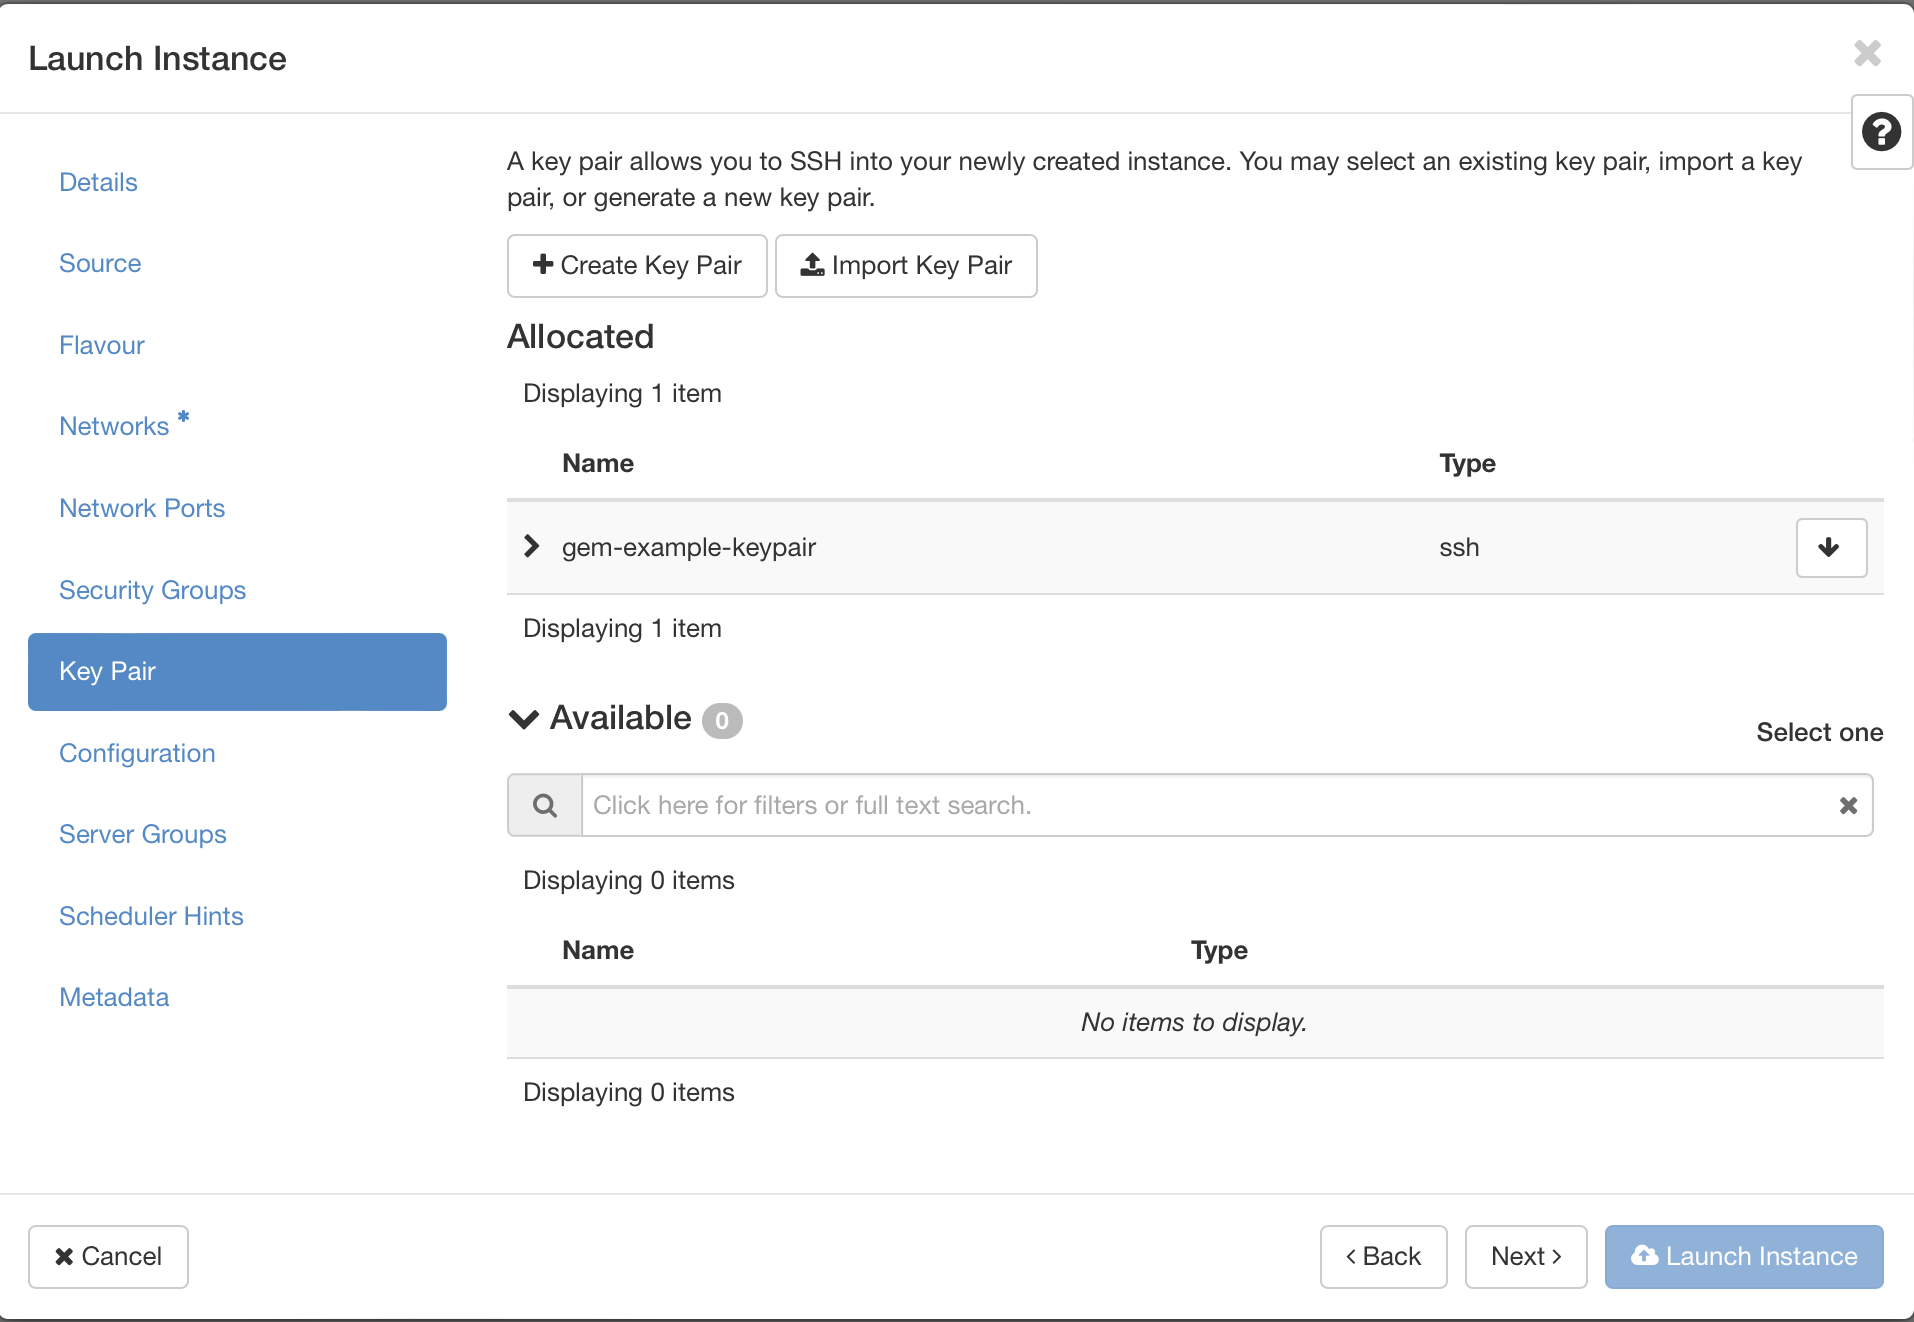 Launch Instance
Details
Source
Flavour
Networks *
Network Ports
Security Groups
Key Pair
Configuration
Server Groups
Scheduler Hints
Metadata
A key pair allows you to SSH into your newly created instance. You may select an existing key pair, import a key
pair, or generate a new key pair.
Create Key Pair
Import Key Pair
Allocated
Displaying 1 item
Name Type
gem-example-keypair ssh
Displaying 1 item
Available 0
Select one
Click here for filters or full text search.
Displaying 0 items
Name Type
No items to display.
Displaying 0 items
Cancel
‹ Back
Next ›
Launch Instance